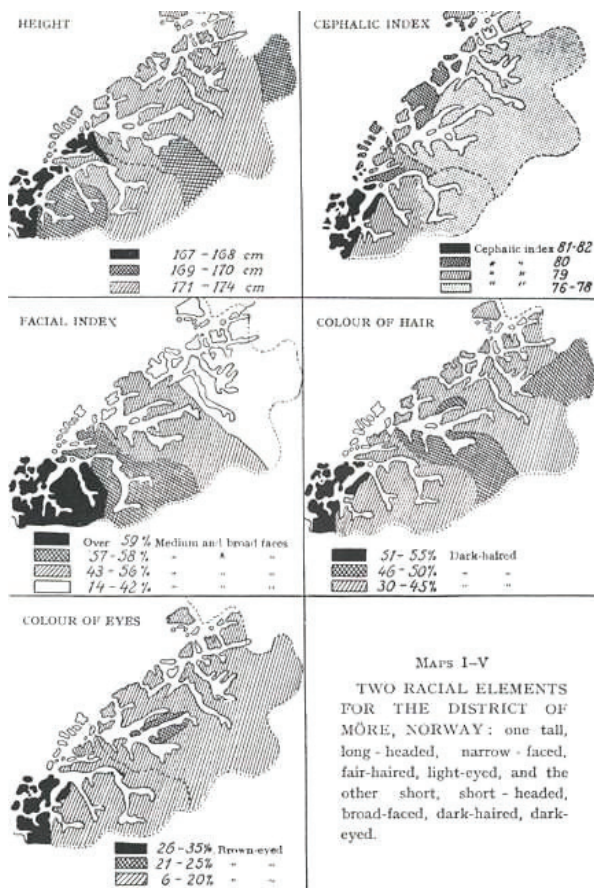 HEIGHT
167 - 168 cm
169 - 170 cm
171 - 174 cm
CEPHALIC INDEX
Cephalic index 81-82
" " 80
" " 79
" " 76-78
FACIAL INDEX
Over 59% Medium and broad faces
57 - 58 % " " "
43 - 56 % " " "
14 - 42 % " " "
COLOUR OF HAIR
51 - 55% Dark-haired
46 - 50% " "
30 - 45% " "
COLOUR OF EYES
26 - 35% Brown-eyed
21 - 25% " "
6 - 20% " "
MAPS I–V
TWO RACIAL ELEMENTS
FOR THE DISTRICT OF
MÖRE, NORWAY : one tall,
long - headed, narrow - faced,
fair-haired, light-eyed, and the
other short, short - headed,
broad-faced, dark-haired, dark-
eyed.